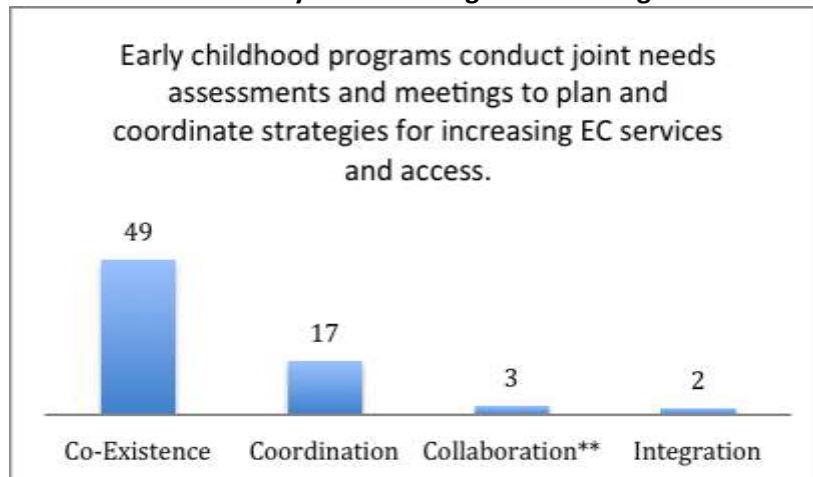 Early childhood programs conduct joint needs
assessments and meetings to plan and
coordinate strategies for increasing EC services
and access.
49
17
3
2
Co-Existence Coordination Collaboration** Integration